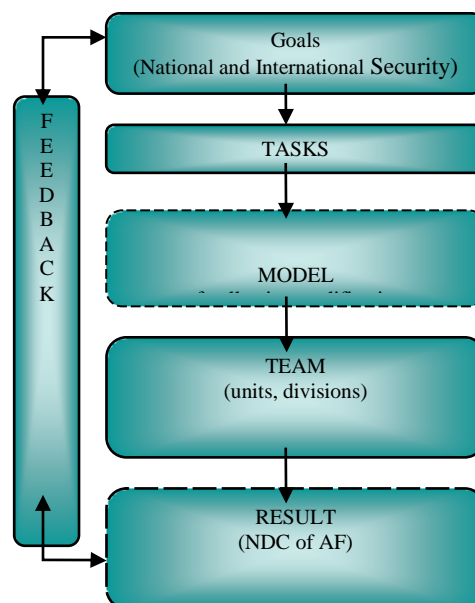 Goals
(National and International Security)
F
E
E
D
B
A
C
K
TASKS
MODEL
TEAM
(units, divisions)
RESULT
(NDC of AF)